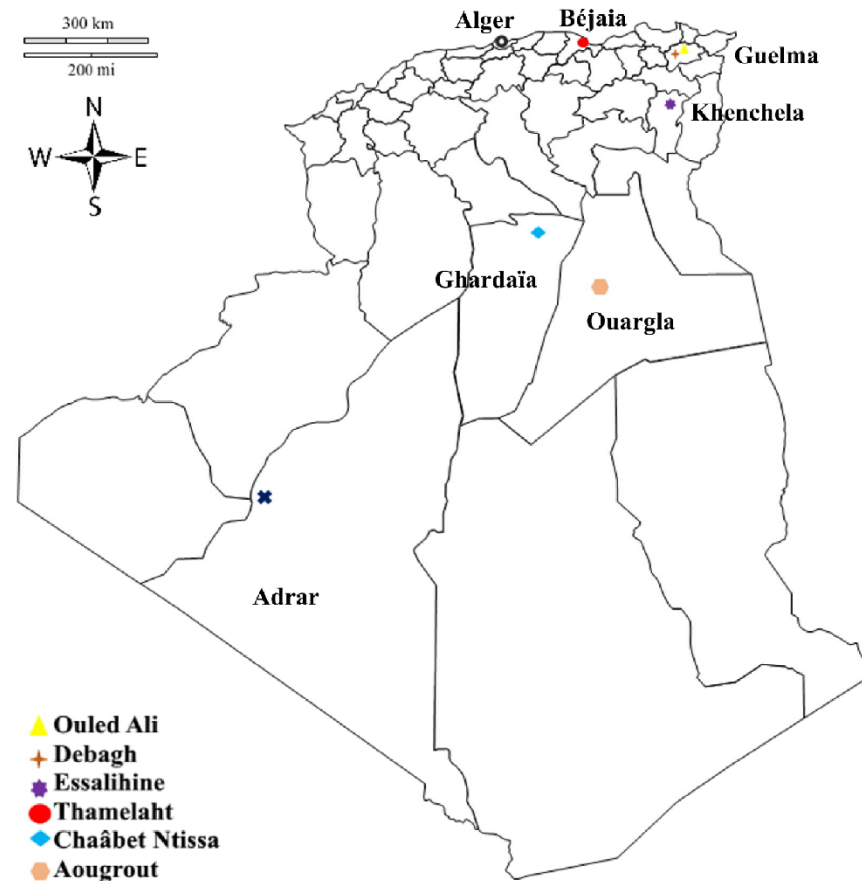 300 km
200 mi
N
W E
S
Alger
Béjaia
Guelma
Khenchela
Ghardaïa
Ouargla
Adrar
Ouled Ali
Debagh
Essalihine
Thamelaht
Chaâbet Ntissa
Aougrout